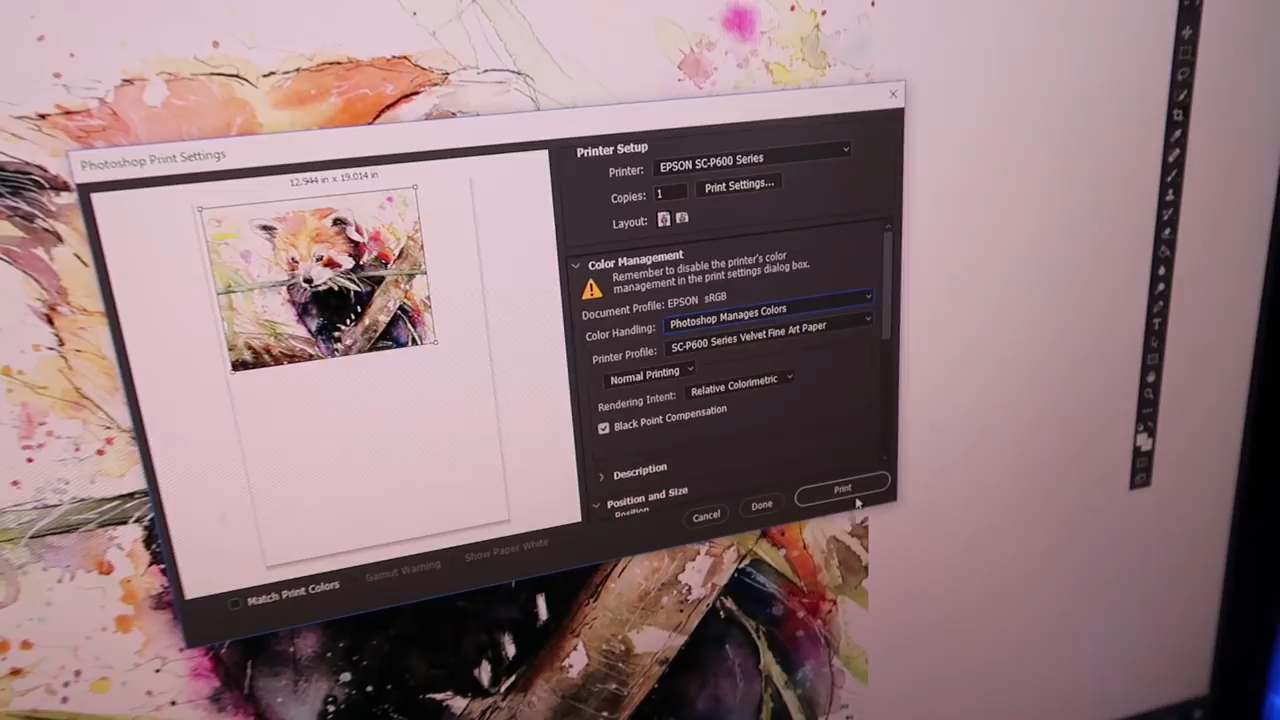 Photoshop Print Settings
12.944 in x 19.014 in
Printer Setup
Printer: EPSON SC-P600 Series
Copies: 1 Print Settings...
Layout:
Color Management
Remember to disable the printer's color
management in the print settings dialog box.
Document Profile: EPSON sRGB
Color Handling: Photoshop Manages Colors
Printer Profile: SC-P600 Series Velvet Fine Art Paper
Normal Printing
Rendering Intent: Relative Colorimetric
Black Point Compensation
Description
Position and Size
Position
Cancel Done Print
Match Print Colors Gamut Warning Show Paper White